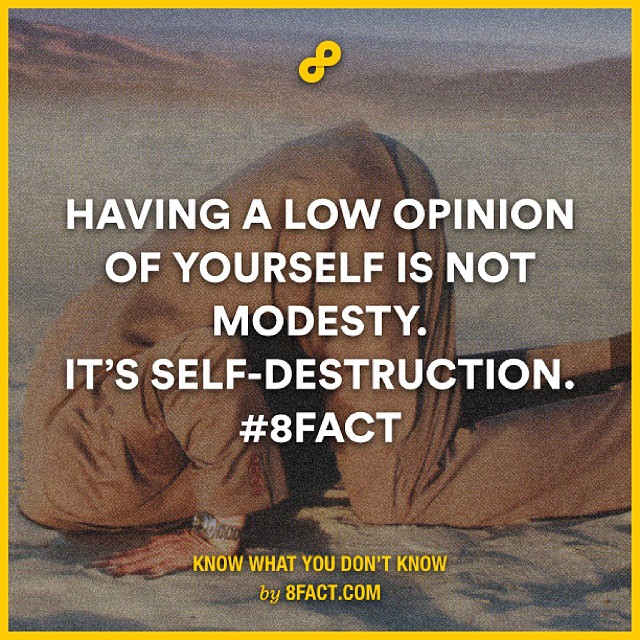 HAVING A LOW OPINION
OF YOURSELF IS NOT
MODESTY.
IT’S SELF-DESTRUCTION.
#8FACT
KNOW WHAT YOU DON’T KNOW
by 8FACT.COM